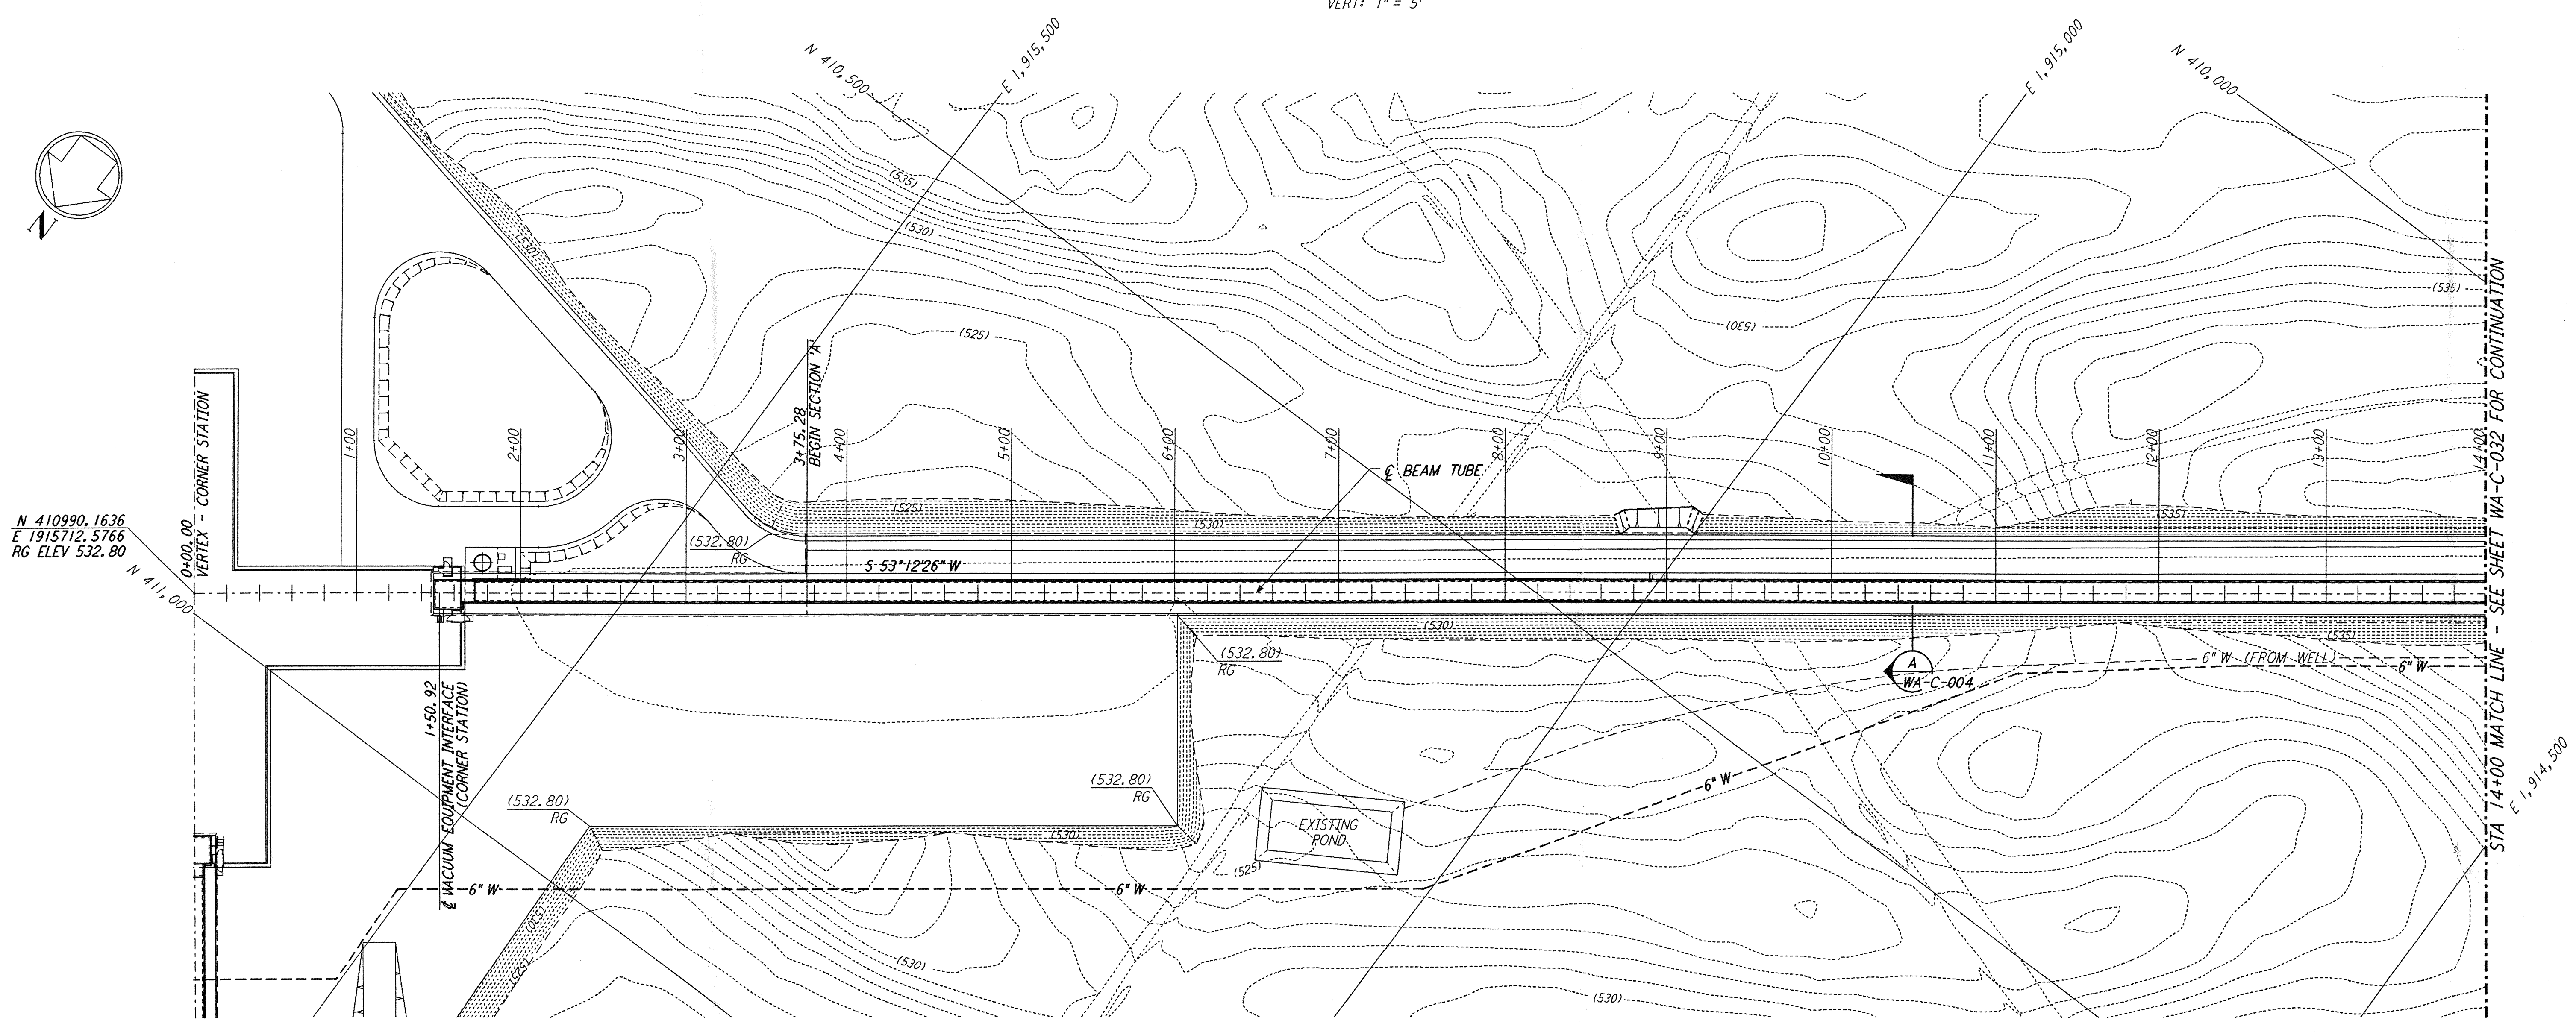 VERT: 1" = 5'
N 410,500
E 1,915,500
E 1,915,000
N 410,000
N
(535)
(530)
(530)
(535)
(530)
(525)
STA 14+00 MATCH LINE - SEE SHEET WA-C-032 FOR CONTINUATION
0+00.00
VERTEX - CORNER STATION
1+00
2+00
3+00
3+75.28
BEGIN SECTION 'A'
4+00
5+00
6+00
7+00
8+00
9+00
10+00
11+00
12+00
13+00
14+00
℄ BEAM TUBE
N 410990.1636
E 1915712.5766
RG ELEV 532.80
N 411,000
(525)
(530)
(535)
(532.80)
RG
S 53°12'26" W
(530)
(535)
(532.80)
RG
6" W (FROM WELL)
6" W
A
WA-C-004
1+50.92
℄ VACUUM EQUIPMENT INTERFACE
(CORNER STATION)
E 1,914,500
(532.80)
RG
(532.80)
RG
6" W
EXISTING
POND
(530)
(525)
6" W
6" W
(530)
(525)
(530)
(530)